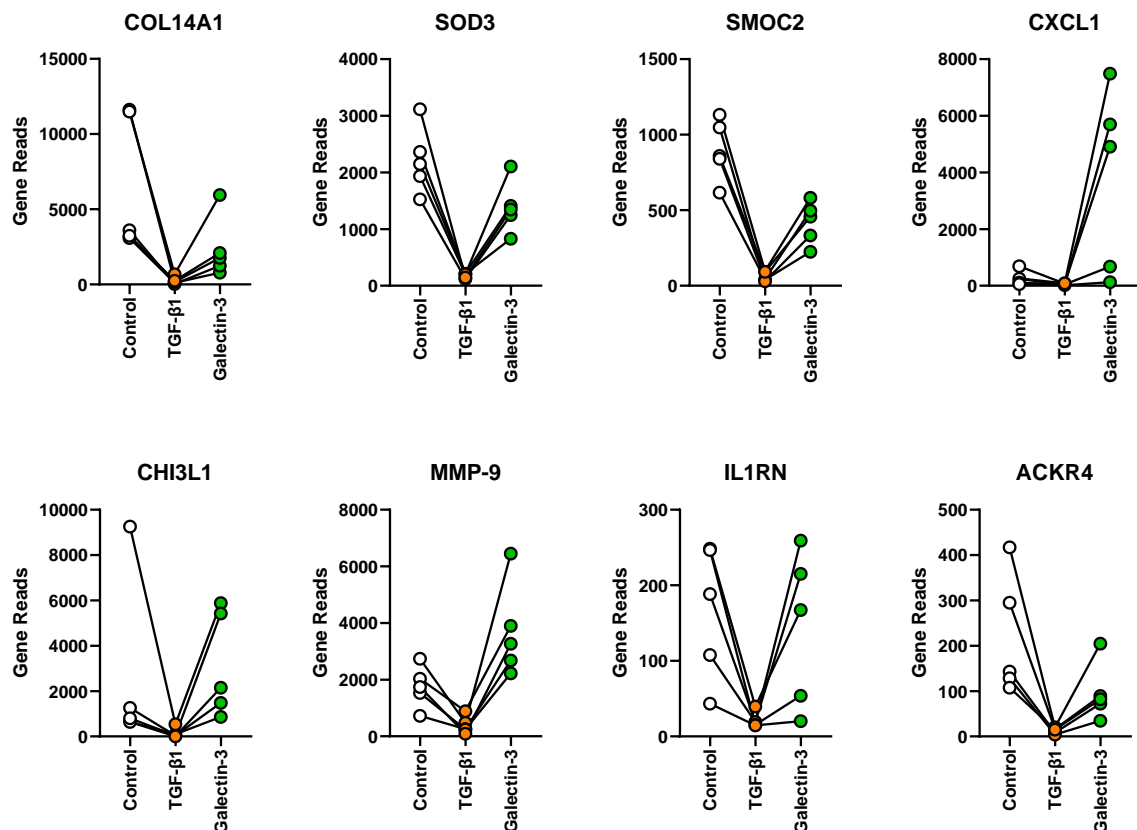 COL14A1
SOD3
SMOC2
CXCL1
Gene Reads
15000
10000
5000
0
Control
TGF-β1
Galectin-3
Gene Reads
4000
3000
2000
1000
0
Control
TGF-β1
Galectin-3
Gene Reads
1500
1000
500
0
Control
TGF-β1
Galectin-3
Gene Reads
8000
6000
4000
2000
0
Control
TGF-β1
Galectin-3
CHI3L1
MMP-9
IL1RN
ACKR4
Gene Reads
10000
8000
6000
4000
2000
0
Control
TGF-β1
Galectin-3
Gene Reads
8000
6000
4000
2000
0
Control
TGF-β1
Galectin-3
Gene Reads
300
200
100
0
Control
TGF-β1
Galectin-3
Gene Reads
500
400
300
200
100
0
Control
TGF-β1
Galectin-3